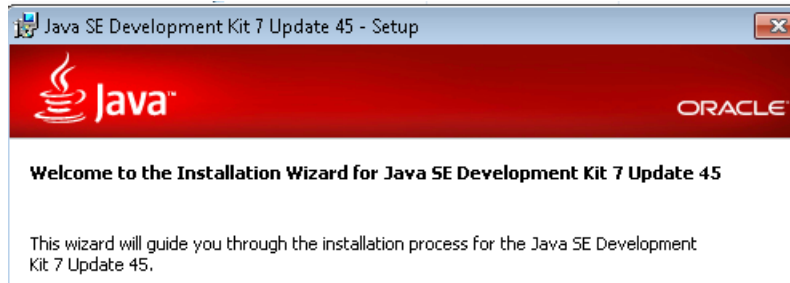 Java SE Development Kit 7 Update 45 - Setup
Java™
ORACLE
Welcome to the Installation Wizard for Java SE Development Kit 7 Update 45
This wizard will guide you through the installation process for the Java SE Development
Kit 7 Update 45.